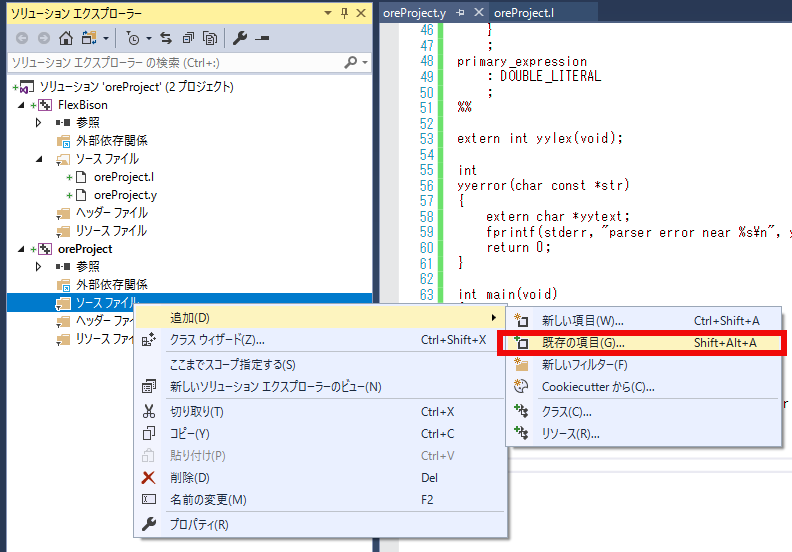 ソリューション エクスプローラー
ソリューション エクスプローラー の検索 (Ctrl+:)
ソリューション 'oreProject' (2 プロジェクト)
FlexBison
参照
外部依存関係
ソース ファイル
oreProject.l
oreProject.y
ヘッダー ファイル
リソース ファイル
oreProject
参照
外部依存関係
ソース ファイル
ヘッダー ファイ
リソース ファイ
oreProject.y
oreProject.l
46 }
47 ;
48 primary_expression
49 : DOUBLE_LITERAL
50 ;
51 %%
52
53 extern int yylex(void);
54
55 int
56 yyerror(char const *str)
57 {
58 extern char *yytext;
59 fprintf(stderr, "parser error near %s\n", y
60 return 0;
61 }
62
63 int main(void)
追加(D)
クラス ウィザード(Z)... Ctrl+Shift+X
ここまでスコープ指定する(S)
新しいソリューション エクスプローラーのビュー(N)
切り取り(T) Ctrl+X
コピー(Y) Ctrl+C
貼り付け(P) Ctrl+V
削除(D) Del
名前の変更(M) F2
プロパティ(R)
新しい項目(W)... Ctrl+Shift+A
既存の項目(G)... Shift+Alt+A
新しいフィルター(F)
Cookiecutter から(C)...
クラス(C)...
リソース(R)...